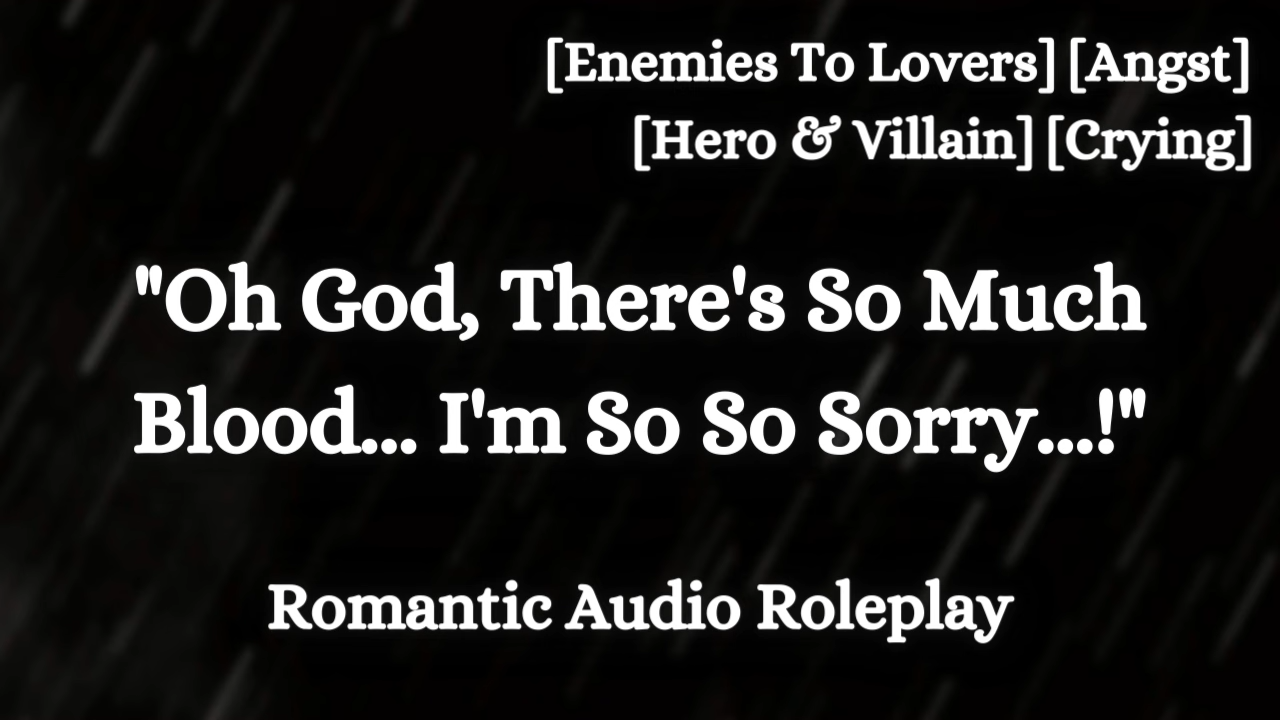 [Enemies To Lovers] [Angst]
[Hero & Villain] [Crying]
"Oh God, There's So Much
Blood... I'm So So Sorry...!"
Romantic Audio Roleplay